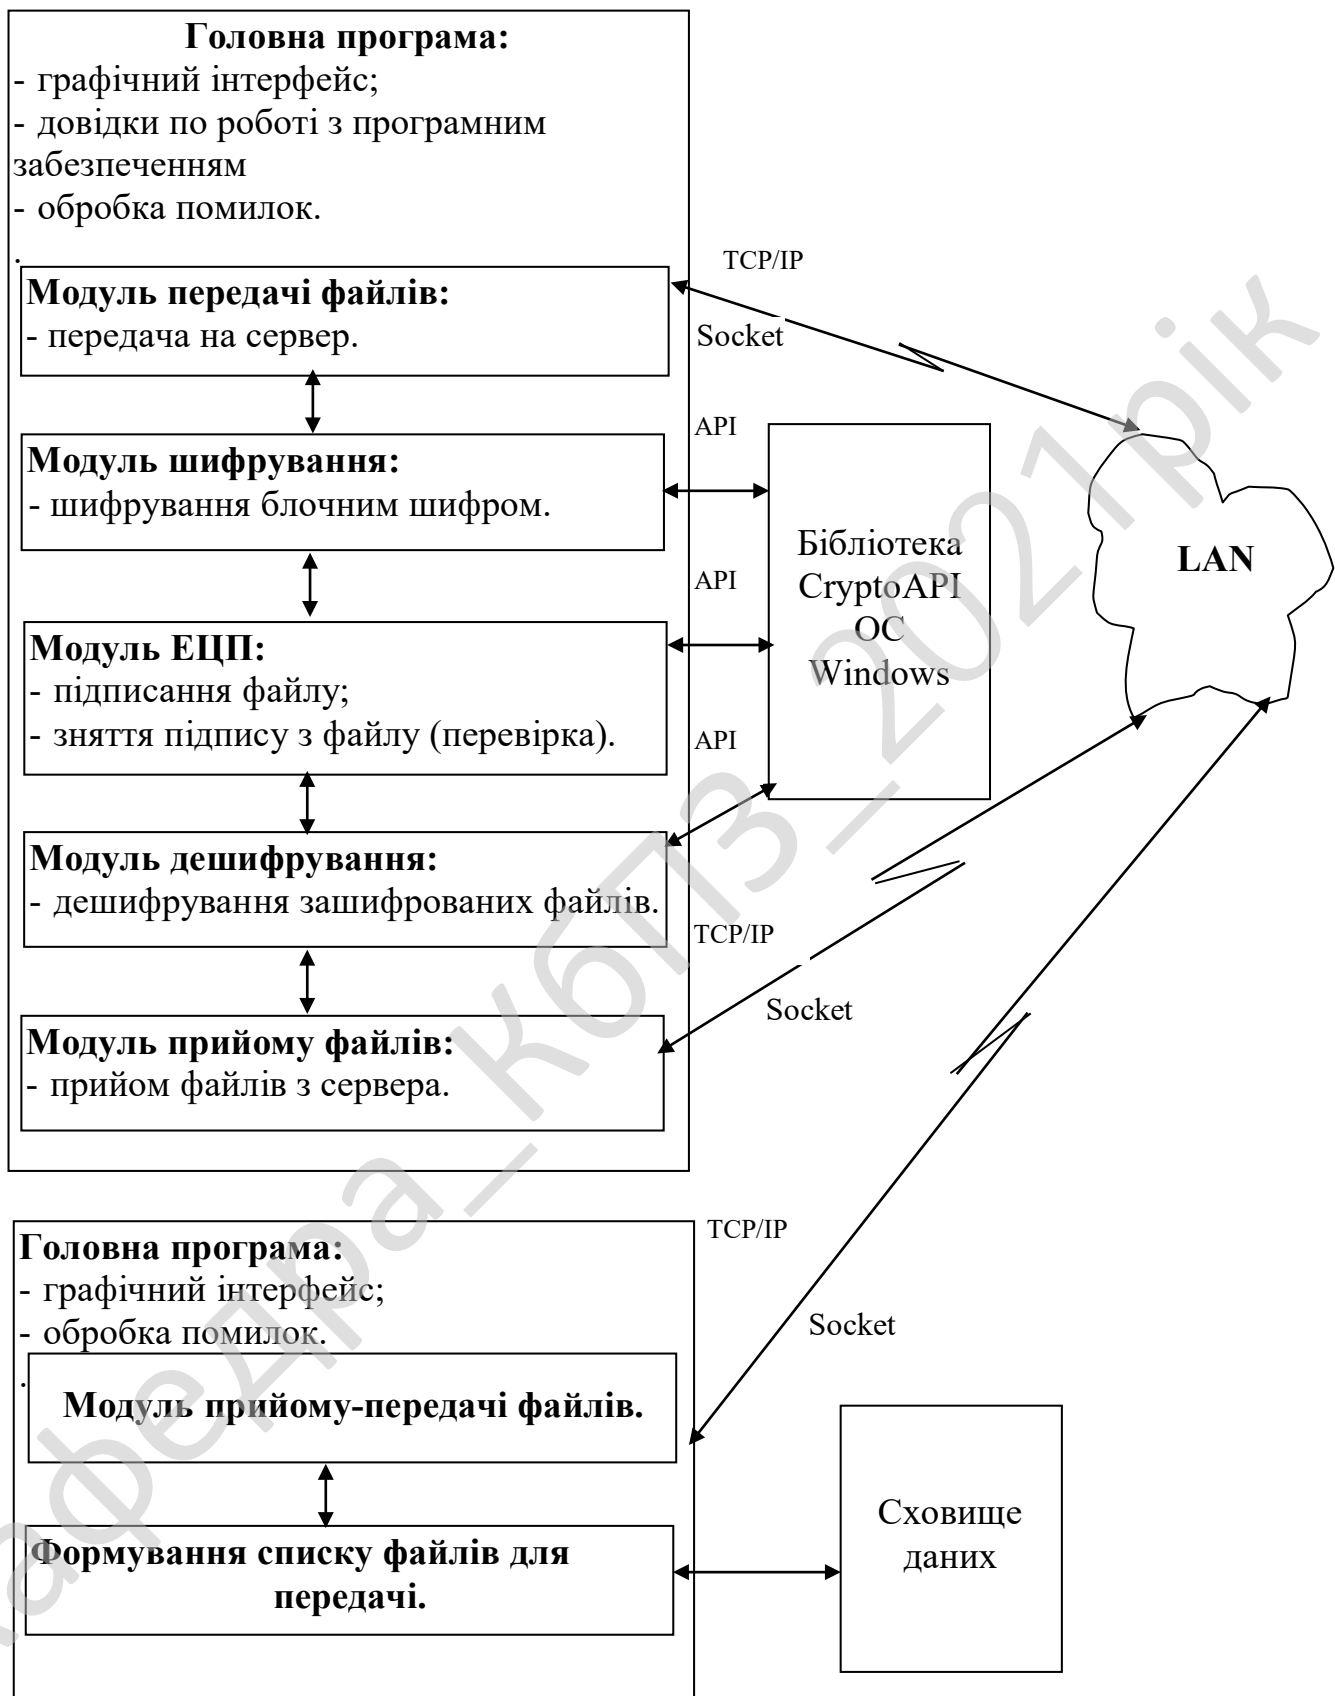 Головна програма:
- графічний інтерфейс;
- довідки по роботі з програмним
забезпеченням
- обробка помилок.
.
TCP/IP
Модуль передачі файлів:
- передача на сервер.
Socket
API
Модуль шифрування:
- шифрування блочним шифром.
Бібліотека
CryptoAPI
ОС
Windows
LAN
API
Модуль ЕЦП:
- підписання файлу;
- зняття підпису з файлу (перевірка).
API
Модуль дешифрування:
- дешифрування зашифрованих файлів.
TCP/IP
Socket
Модуль прийому файлів:
- прийом файлів з сервера.
TCP/IP
Головна програма:
- графічний інтерфейс;
- обробка помилок.
.
Socket
Модуль прийому-передачі файлів.
Сховище
даних
Формування списку файлів для
передачі.
кафедра_КбПЗ_2021рік